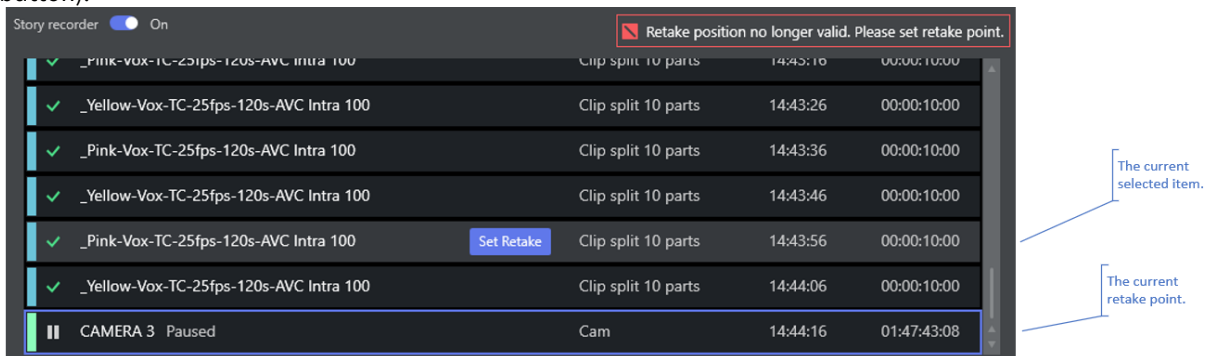 button).
Story recorder On
Retake position no longer valid. Please set retake point.
_Pink-Vox-TC-25fps-120s-AVC Intra 100 Clip split 10 parts 14:43:16 00:00:10:00
_Yellow-Vox-TC-25fps-120s-AVC Intra 100 Clip split 10 parts 14:43:26 00:00:10:00
_Pink-Vox-TC-25fps-120s-AVC Intra 100 Clip split 10 parts 14:43:36 00:00:10:00
_Yellow-Vox-TC-25fps-120s-AVC Intra 100 Clip split 10 parts 14:43:46 00:00:10:00
_Pink-Vox-TC-25fps-120s-AVC Intra 100 Set Retake Clip split 10 parts 14:43:56 00:00:10:00
_Yellow-Vox-TC-25fps-120s-AVC Intra 100 Clip split 10 parts 14:44:06 00:00:10:00
CAMERA 3 Paused Cam 14:44:16 01:47:43:08
The current
selected item.
The current
retake point.